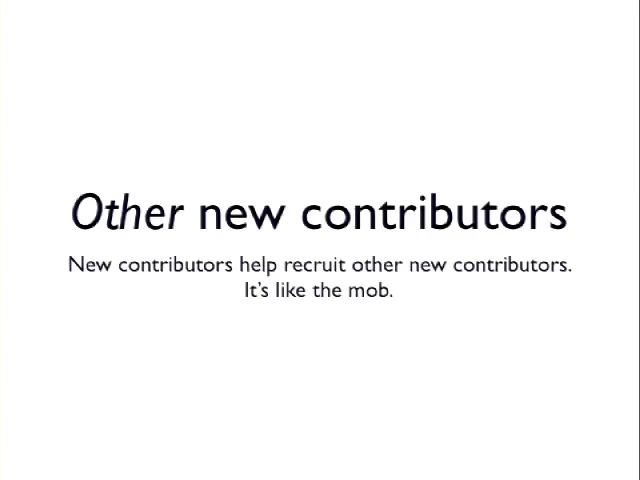 Other new contributors
New contributors help recruit other new contributors.
It's like the mob.